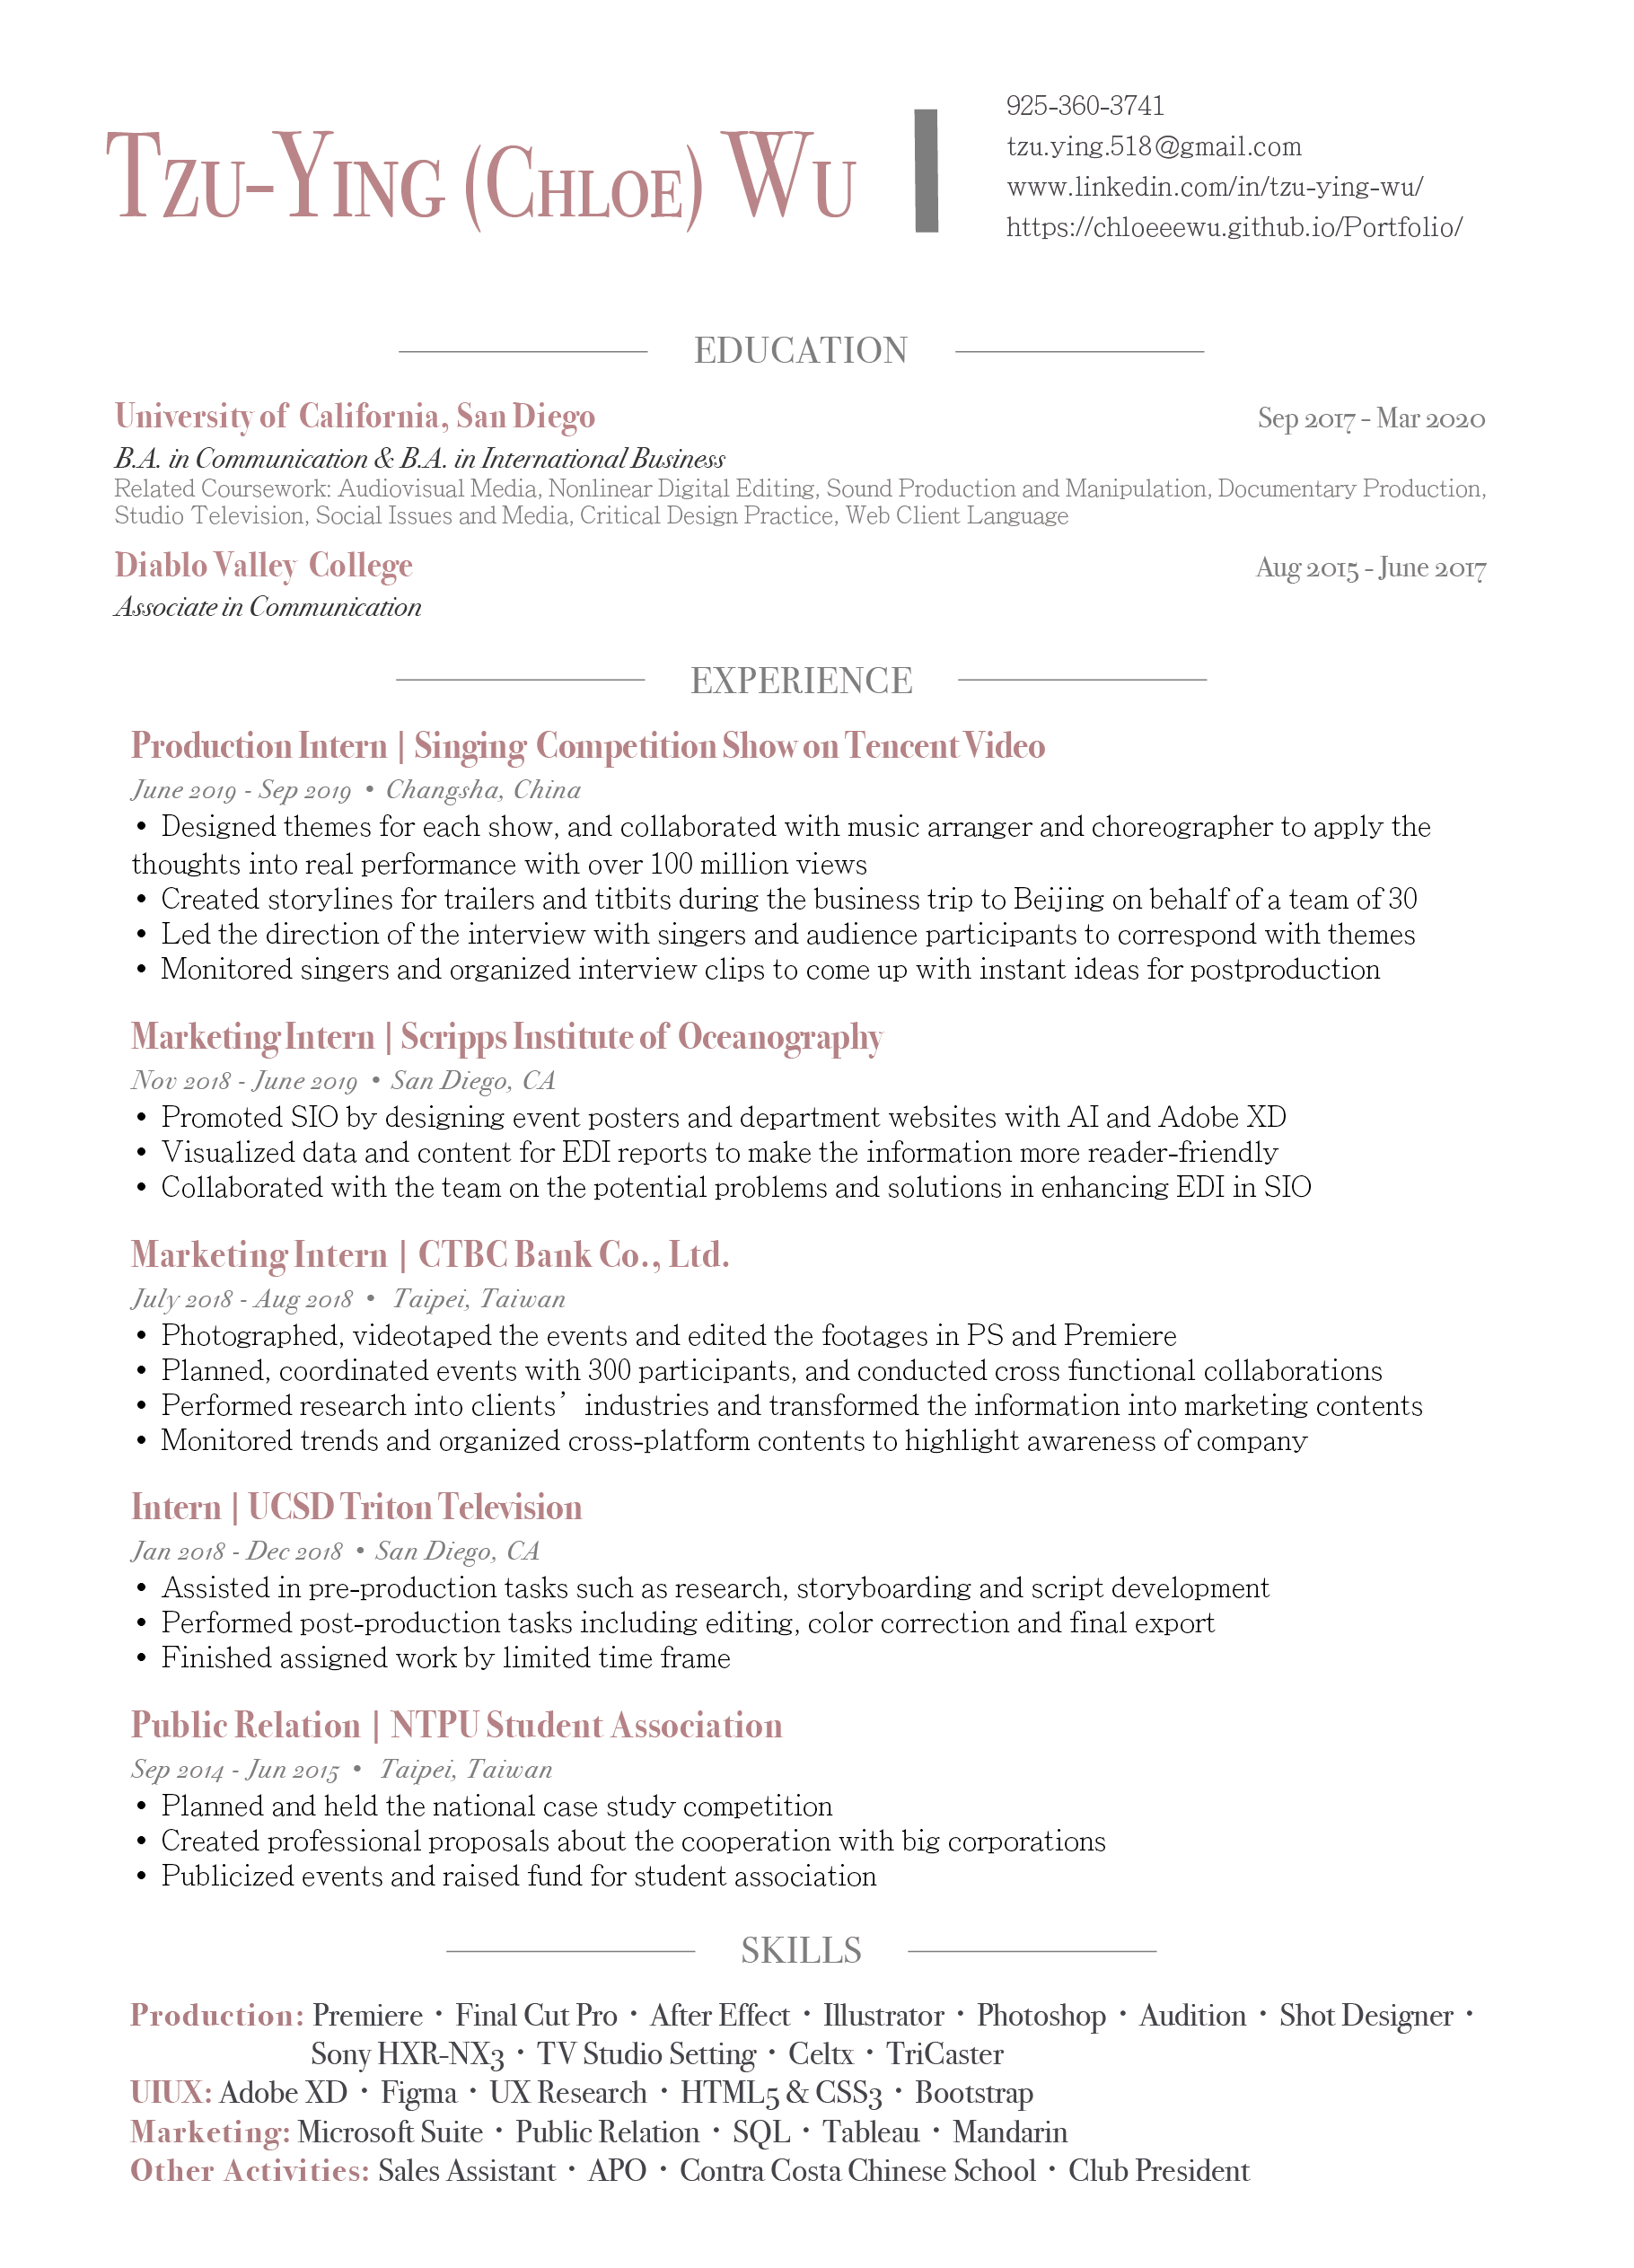 Tzu-Ying (Chloe) Wu
925-360-3741
tzu.ying.518@gmail.com
www.linkedin.com/in/tzu-ying-wu/
https://chloeeewu.github.io/Portfolio/
EDUCATION
University of California, San Diego Sep 2017 - Mar 2020
B.A. in Communication & B.A. in International Business
Related Coursework: Audiovisual Media, Nonlinear Digital Editing, Sound Production and Manipulation, Documentary Production,
Studio Television, Social Issues and Media, Critical Design Practice, Web Client Language
Diablo Valley College Aug 2015 - June 2017
Associate in Communication
EXPERIENCE
Production Intern | Singing Competition Show on Tencent Video
June 2019 - Sep 2019 • Changsha, China
• Designed themes for each show, and collaborated with music arranger and choreographer to apply the
thoughts into real performance with over 100 million views
• Created storylines for trailers and titbits during the business trip to Beijing on behalf of a team of 30
• Led the direction of the interview with singers and audience participants to correspond with themes
• Monitored singers and organized interview clips to come up with instant ideas for postproduction
Marketing Intern | Scripps Institute of Oceanography
Nov 2018 - June 2019 • San Diego, CA
• Promoted SIO by designing event posters and department websites with AI and Adobe XD
• Visualized data and content for EDI reports to make the information more reader-friendly
• Collaborated with the team on the potential problems and solutions in enhancing EDI in SIO
Marketing Intern | CTBC Bank Co., Ltd.
July 2018 - Aug 2018 • Taipei, Taiwan
• Photographed, videotaped the events and edited the footages in PS and Premiere
• Planned, coordinated events with 300 participants, and conducted cross functional collaborations
• Performed research into clients’ industries and transformed the information into marketing contents
• Monitored trends and organized cross-platform contents to highlight awareness of company
Intern | UCSD Triton Television
Jan 2018 - Dec 2018 • San Diego, CA
• Assisted in pre-production tasks such as research, storyboarding and script development
• Performed post-production tasks including editing, color correction and final export
• Finished assigned work by limited time frame
Public Relation | NTPU Student Association
Sep 2014 - Jun 2015 • Taipei, Taiwan
• Planned and held the national case study competition
• Created professional proposals about the cooperation with big corporations
• Publicized events and raised fund for student association
SKILLS
Production: Premiere · Final Cut Pro · After Effect · Illustrator · Photoshop · Audition · Shot Designer ·
Sony HXR-NX3 · TV Studio Setting · Celtx · TriCaster
UIUX: Adobe XD · Figma · UX Research · HTML5 & CSS3 · Bootstrap
Marketing: Microsoft Suite · Public Relation · SQL · Tableau · Mandarin
Other Activities: Sales Assistant · APO · Contra Costa Chinese School · Club President